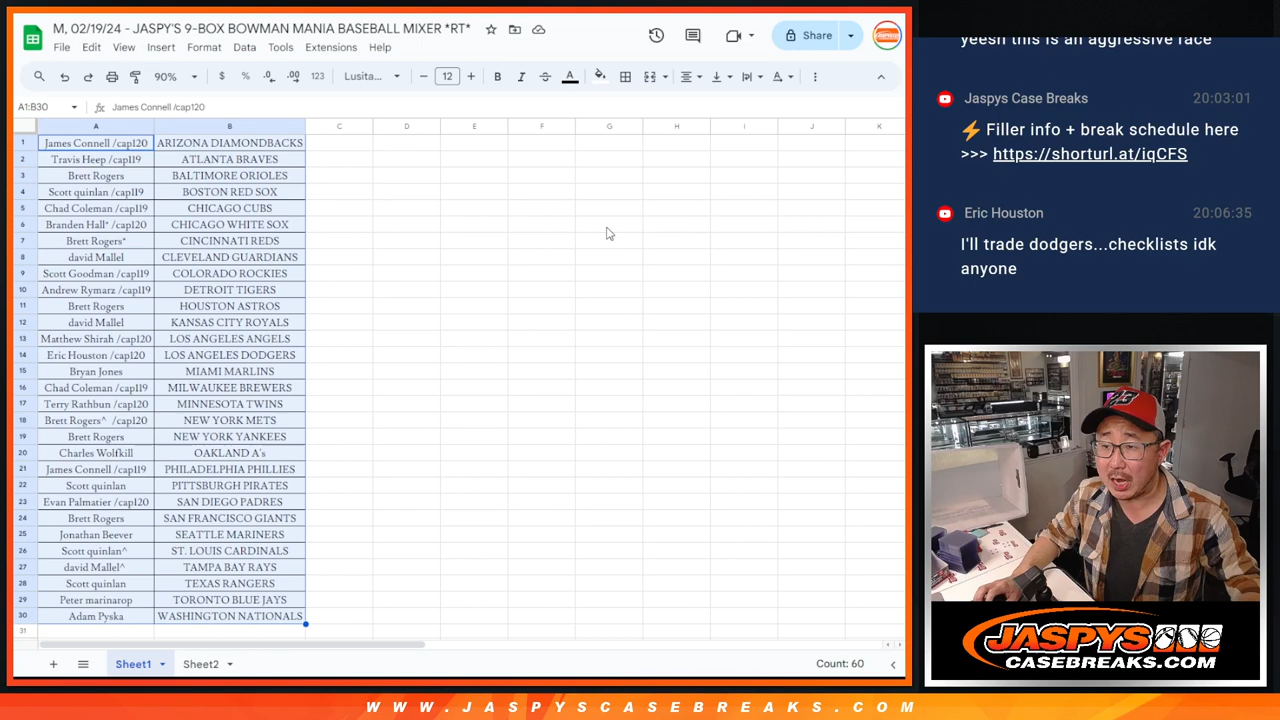 M, 02/19/24 - JASPY'S 9-BOX BOWMAN MANIA BASEBALL MIXER *RT*
File Edit View Insert Format Data Tools Extensions Help
Share
90% $ % .0 .00 123 Lusita... 12 B I A
A1:B30 fx James Connell /cap120
A B C D E F G H I J K
1 James Connell /cap120 ARIZONA DIAMONDBACKS
2 Travis Heep /cap119 ATLANTA BRAVES
3 Brett Rogers BALTIMORE ORIOLES
4 Scott quinlan /cap119 BOSTON RED SOX
5 Chad Coleman /cap119 CHICAGO CUBS
6 Branden Hall* /cap120 CHICAGO WHITE SOX
7 Brett Rogers* CINCINNATI REDS
8 david Mallel CLEVELAND GUARDIANS
9 Scott Goodman /cap119 COLORADO ROCKIES
10 Andrew Rymarz /cap119 DETROIT TIGERS
11 Brett Rogers HOUSTON ASTROS
12 david Mallel KANSAS CITY ROYALS
13 Matthew Shirah /cap120 LOS ANGELES ANGELS
14 Eric Houston /cap120 LOS ANGELES DODGERS
15 Bryan Jones MIAMI MARLINS
16 Chad Coleman /cap119 MILWAUKEE BREWERS
17 Terry Rathbun /cap120 MINNESOTA TWINS
18 Brett Rogers^ /cap120 NEW YORK METS
19 Brett Rogers NEW YORK YANKEES
20 Charles Wolfkill OAKLAND A's
21 James Connell /cap119 PHILADELPHIA PHILLIES
22 Scott quinlan PITTSBURGH PIRATES
23 Evan Palmatier /cap120 SAN DIEGO PADRES
24 Brett Rogers SAN FRANCISCO GIANTS
25 Jonathan Beever SEATTLE MARINERS
26 Scott quinlan^ ST. LOUIS CARDINALS
27 david Mallel^ TAMPA BAY RAYS
28 Scott quinlan TEXAS RANGERS
29 Peter marinarop TORONTO BLUE JAYS
30 Adam Pyska WASHINGTON NATIONALS
31
Sheet1 Sheet2 Count: 60
yeesh this is an aggressive race
Jaspys Case Breaks 20:03:01
⚡ Filler info + break schedule here
>>> https://shorturl.at/iqCFS
Eric Houston 20:06:35
I'll trade dodgers...checklists idk
anyone
JASPYS
CASEBREAKS.COM
WWW.JASPYSCASEBREAKS.COM